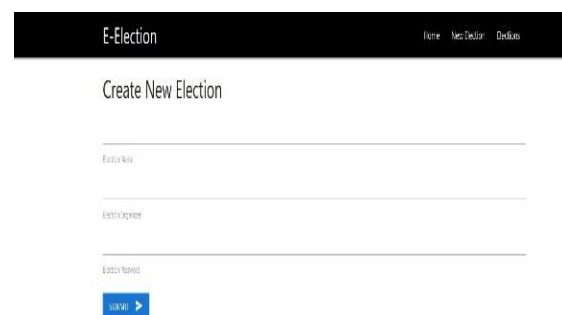 E-Election
Home New Election Elections
Create New Election
Election Name
Election Organizer
Election Password
SUBMIT